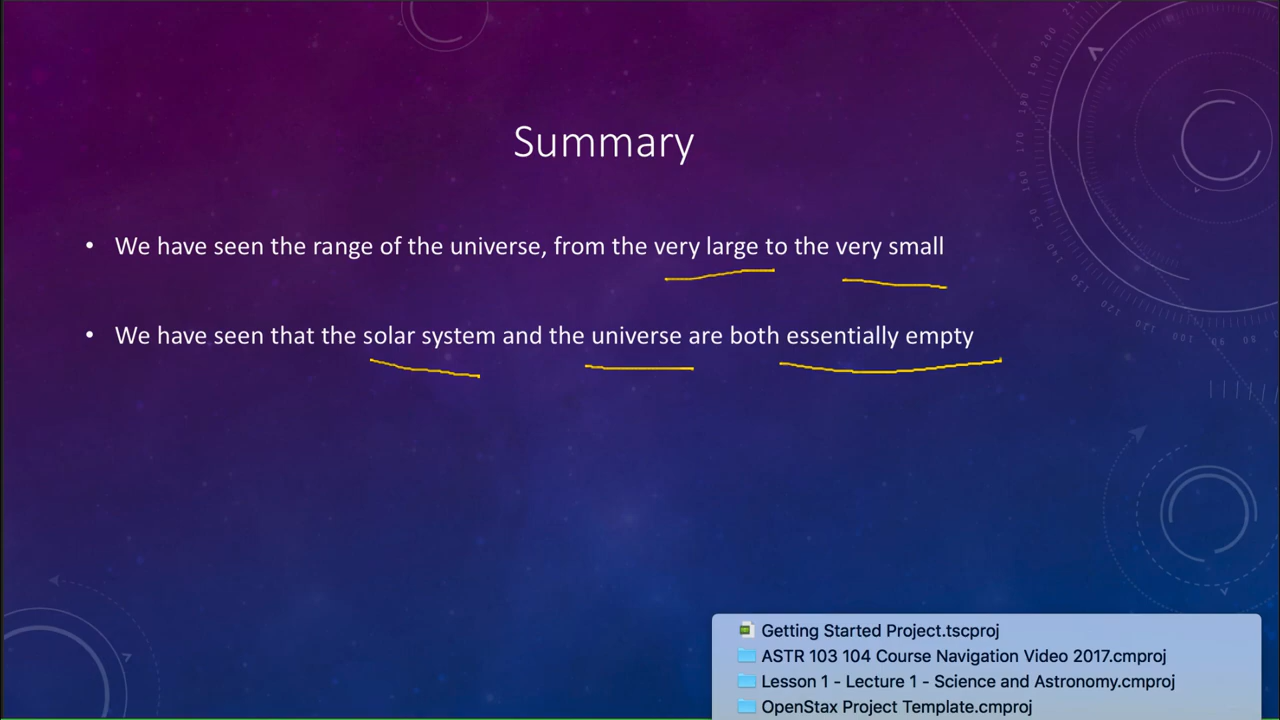 Summary
• We have seen the range of the universe, from the very large to the very small
• We have seen that the solar system and the universe are both essentially empty
Getting Started Project.tscproj
ASTR 103 104 Course Navigation Video 2017.cmproj
Lesson 1 - Lecture 1 - Science and Astronomy.cmproj
OpenStax Project Template.cmproj